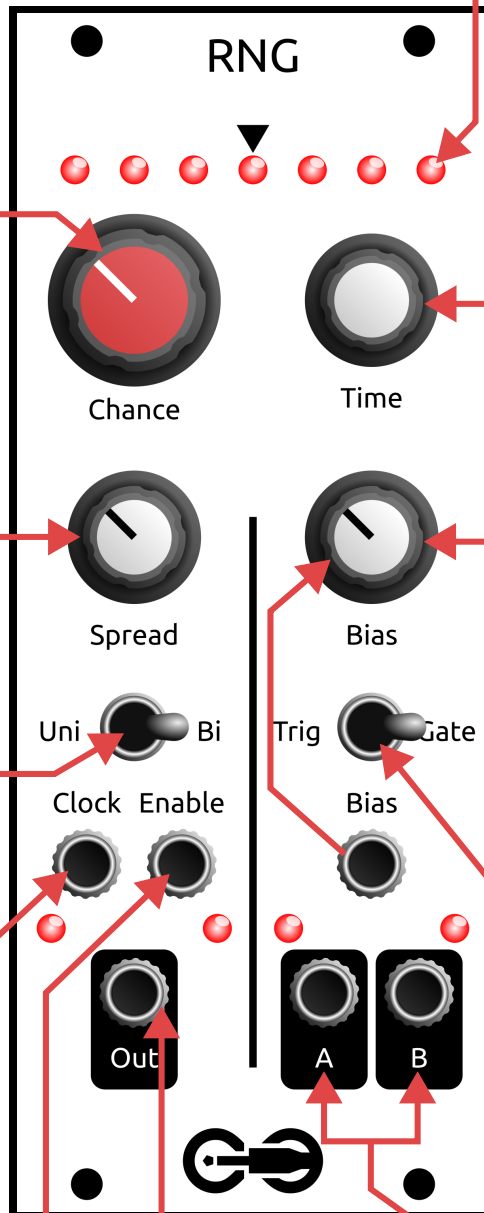 RNG
Chance
Time
Spread
Bias
Uni Bi
Trig Gate
Clock Enable
Bias
Out
A
B